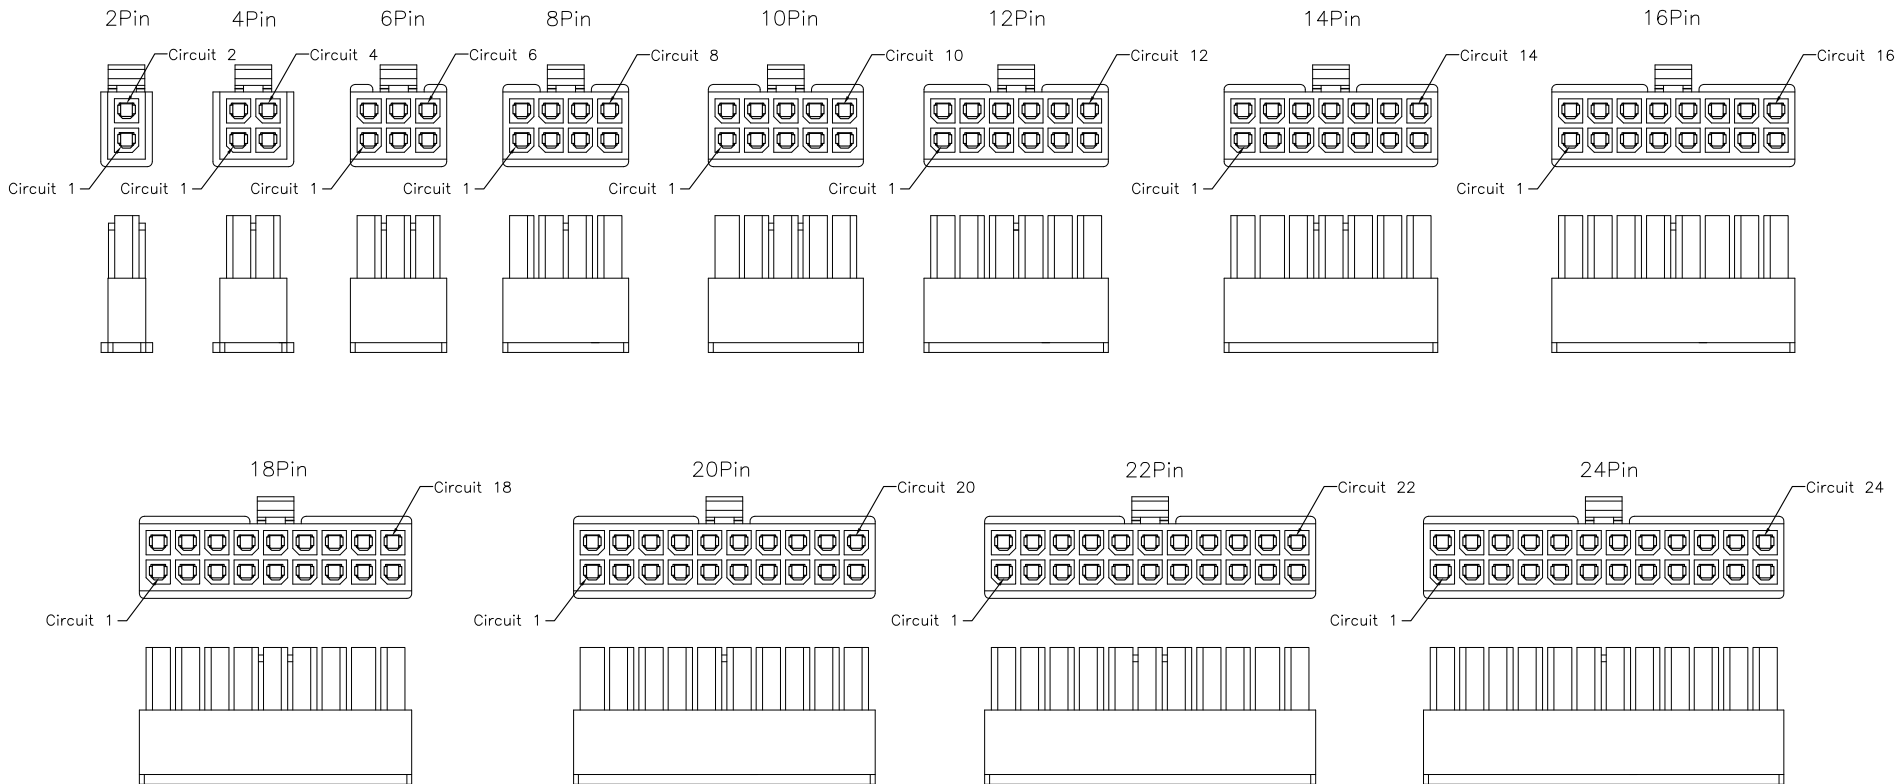 2Pin 4Pin 6Pin 8Pin 10Pin 12Pin 14Pin 16Pin
Circuit 2 Circuit 4 Circuit 6 Circuit 8 Circuit 10 Circuit 12 Circuit 14 Circuit 16
Circuit 1 Circuit 1 Circuit 1 Circuit 1 Circuit 1 Circuit 1 Circuit 1 Circuit 1
18Pin 20Pin 22Pin 24Pin
Circuit 18 Circuit 20 Circuit 22 Circuit 24
Circuit 1 Circuit 1 Circuit 1 Circuit 1